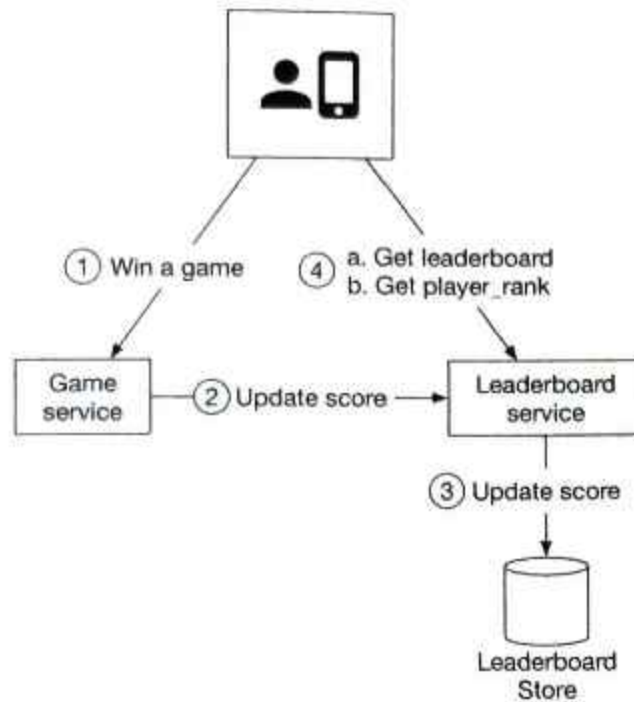 1 Win a game
4 a. Get leaderboard
b. Get player_rank
Game
service
2 Update score
Leaderboard
service
3 Update score
Leaderboard
Store